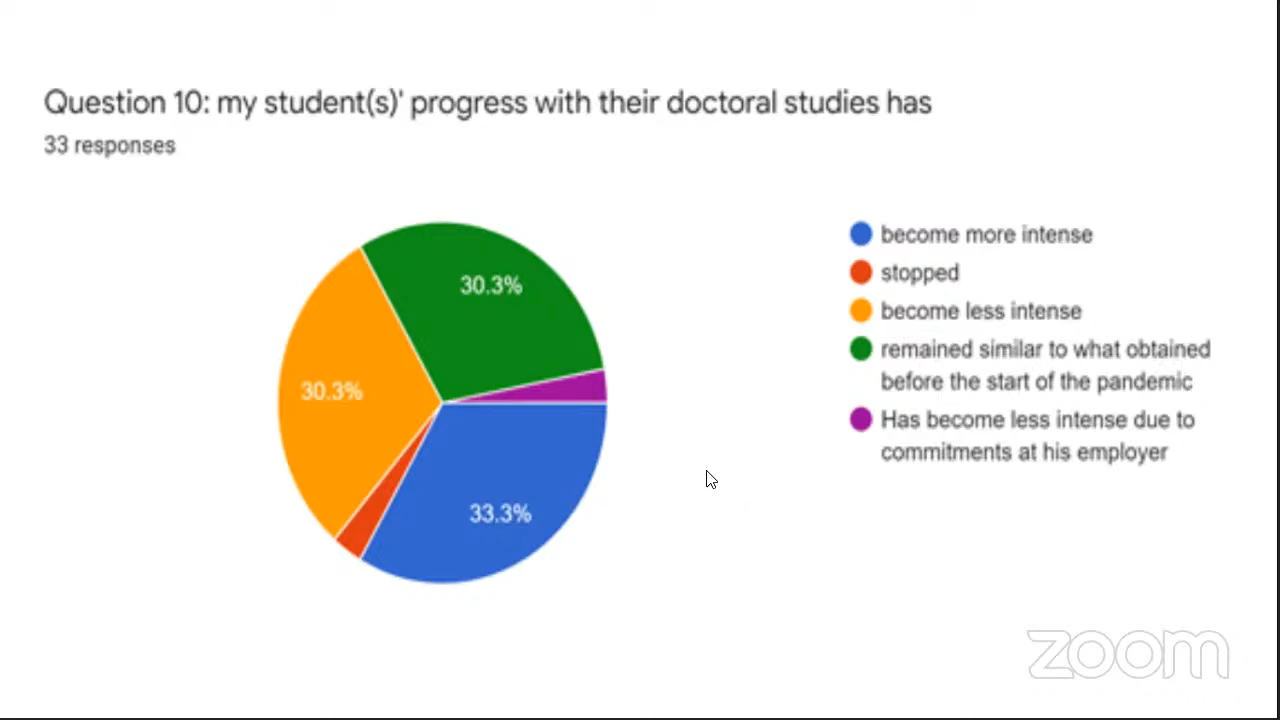 Question 10: my student(s)' progress with their doctoral studies has
33 responses
30.3%
30.3%
33.3%
become more intense
stopped
become less intense
remained similar to what obtained
before the start of the pandemic
Has become less intense due to
commitments at his employer
zoom